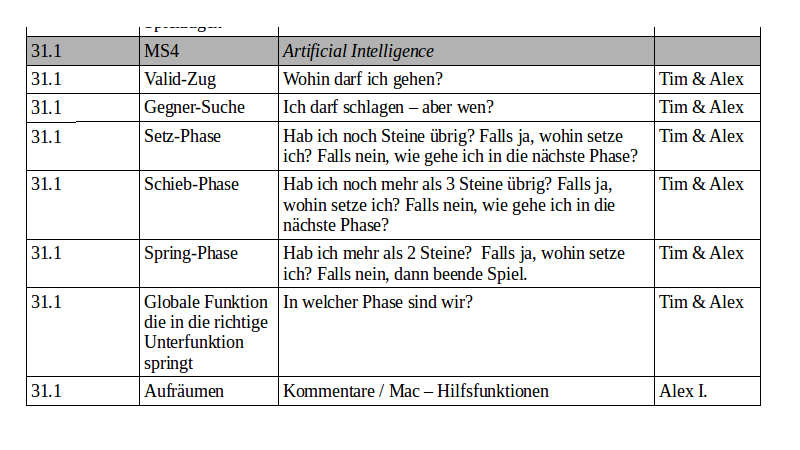 31.1 MS4 Artificial Intelligence
31.1 Valid-Zug Wohin darf ich gehen? Tim & Alex
31.1 Gegner-Suche Ich darf schlagen – aber wen? Tim & Alex
31.1 Setz-Phase Hab ich noch Steine übrig? Falls ja, wohin setze Tim & Alex
ich? Falls nein, wie gehe ich in die nächste Phase?
31.1 Schieb-Phase Hab ich noch mehr als 3 Steine übrig? Falls ja, Tim & Alex
wohin setze ich? Falls nein, wie gehe ich in die
nächste Phase?
31.1 Spring-Phase Hab ich mehr als 2 Steine?  Falls ja, wohin setze Tim & Alex
ich? Falls nein, dann beende Spiel.
31.1 Globale Funktion In welcher Phase sind wir? Tim & Alex
die in die richtige
Unterfunktion
springt
31.1 Aufräumen Kommentare / Mac – Hilfsfunktionen Alex I.